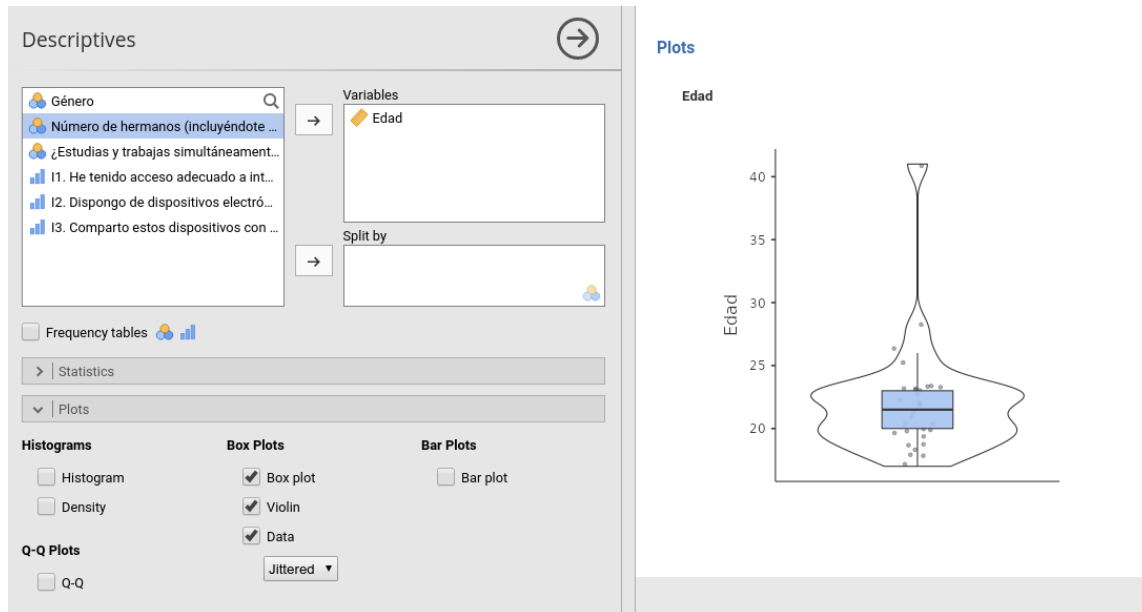 Descriptives
Género
Número de hermanos (incluyéndote ...
¿Estudias y trabajas simultáneament...
I1. He tenido acceso adecuado a int...
I2. Dispongo de dispositivos electró...
I3. Comparto estos dispositivos con ...
Variables
Edad
Split by
Frequency tables
Statistics
Plots
Histograms
Histogram
Density
Q-Q Plots
Q-Q
Box Plots
Box plot
Violin
Data
Jittered
Bar Plots
Bar plot
Plots
Edad
Edad
40
35
30
25
20